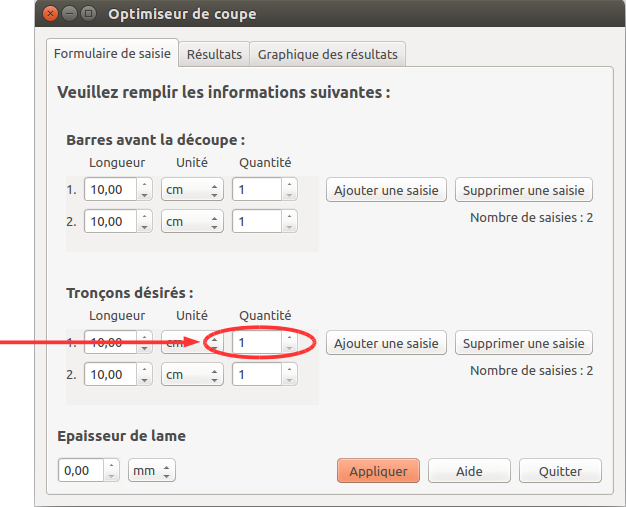 Optimiseur de coupe
Formulaire de saisie Résultats Graphique des résultats
Veuillez remplir les informations suivantes :
Barres avant la découpe :
Longueur Unité Quantité
1. 10,00 cm 1 Ajouter une saisie Supprimer une saisie
2. 10,00 cm 1 Nombre de saisies : 2
Tronçons désirés :
Longueur Unité Quantité
1. 10,00 cm 1 Ajouter une saisie Supprimer une saisie
2. 10,00 cm 1 Nombre de saisies : 2
Epaisseur de lame
0,00 mm Appliquer Aide Quitter